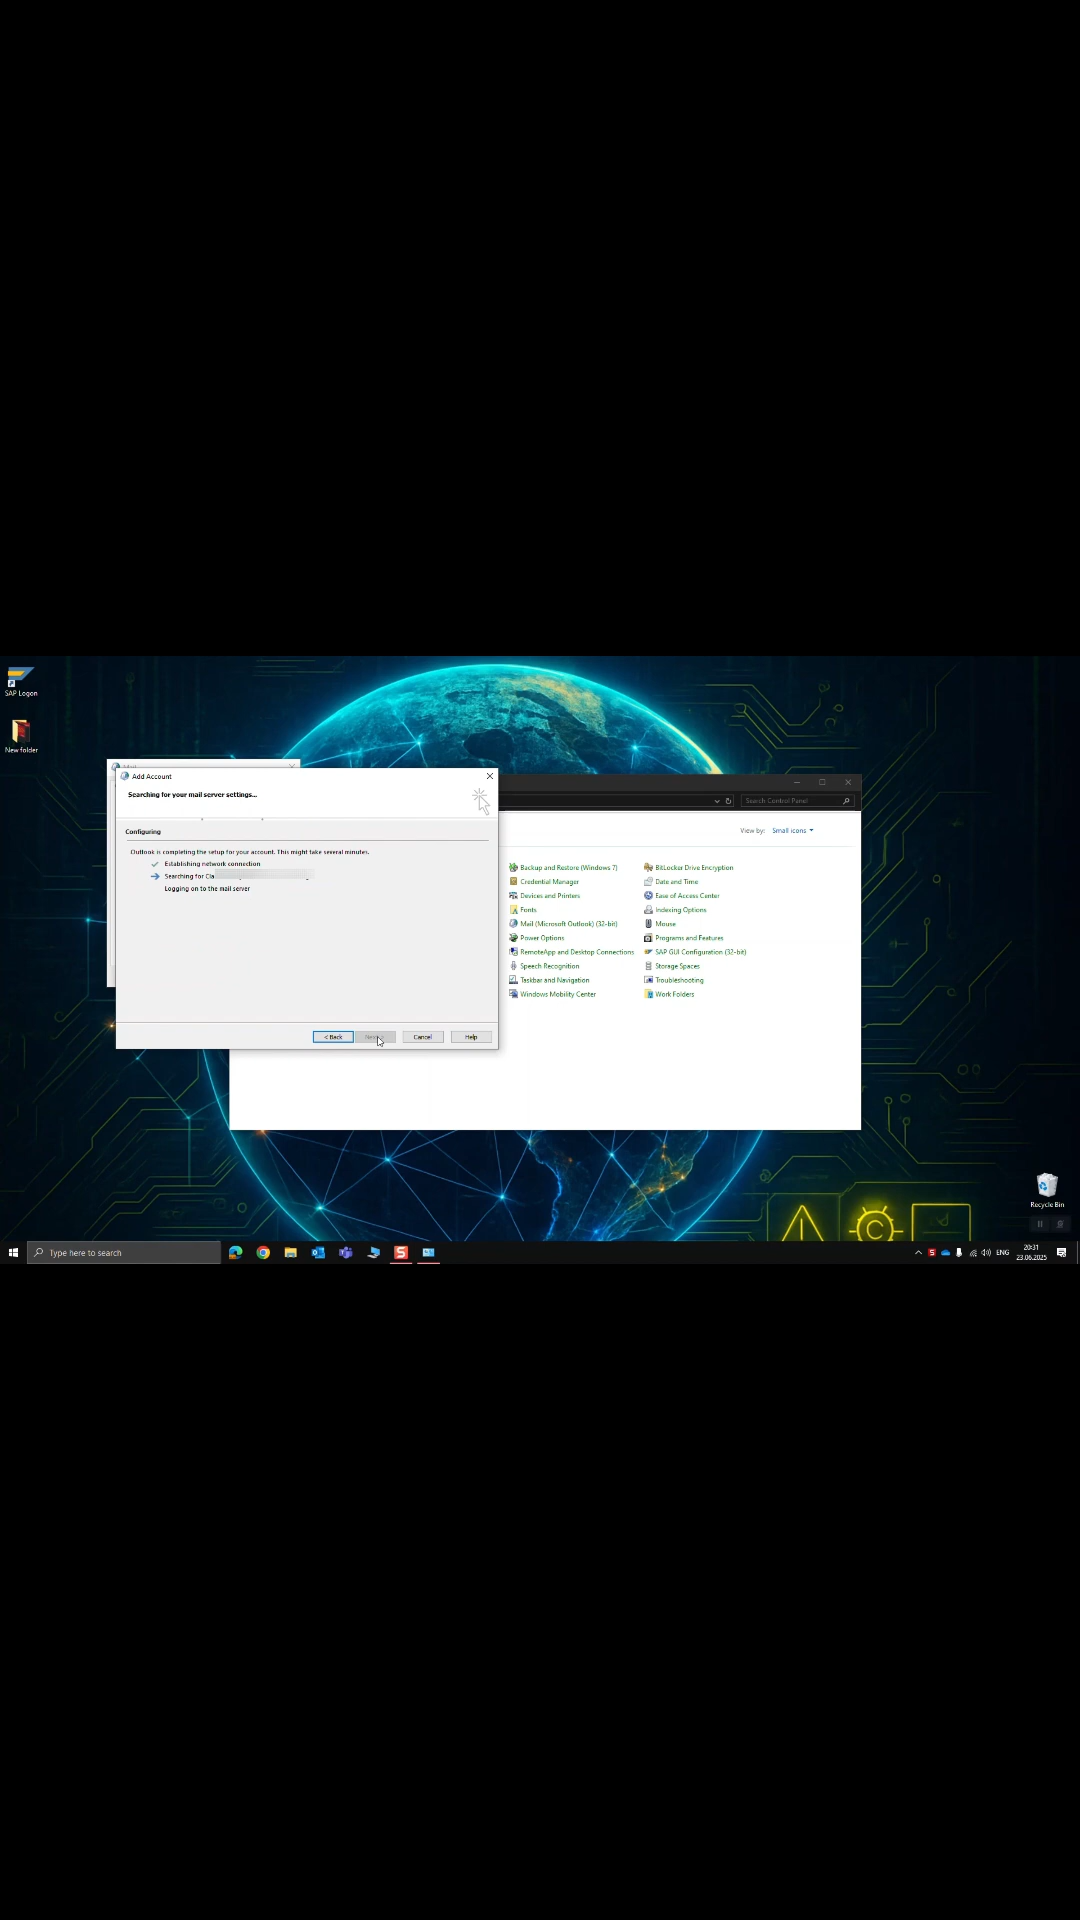 SAP Logon
New folder
Add Account
Searching for your mail server settings...
Configuring
Outlook is completing the setup for your account. This might take several minutes.
Establishing network connection
Searching for Cla
Logging on to the mail server
< Back
Cancel
Help
Search Control Panel
View by: Small icons
Backup and Restore (Windows 7)
BitLocker Drive Encryption
Credential Manager
Date and Time
Devices and Printers
Ease of Access Center
Fonts
Indexing Options
Mail (Microsoft Outlook) (32-bit)
Mouse
Power Options
Programs and Features
RemoteApp and Desktop Connections
SAP GUI Configuration (32-bit)
Speech Recognition
Storage Spaces
Taskbar and Navigation
Troubleshooting
Windows Mobility Center
Work Folders
Recycle Bin
Type here to search
ENG
20:31
23.06.2025